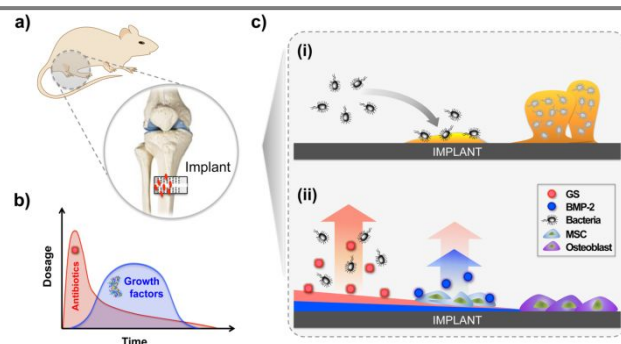 a)
Implant
b)
Dosage
Antibiotics
Growth
factors
Time
c)
(i)
IMPLANT
(ii)
GS
BMP-2
Bacteria
MSC
Osteoblast
IMPLANT